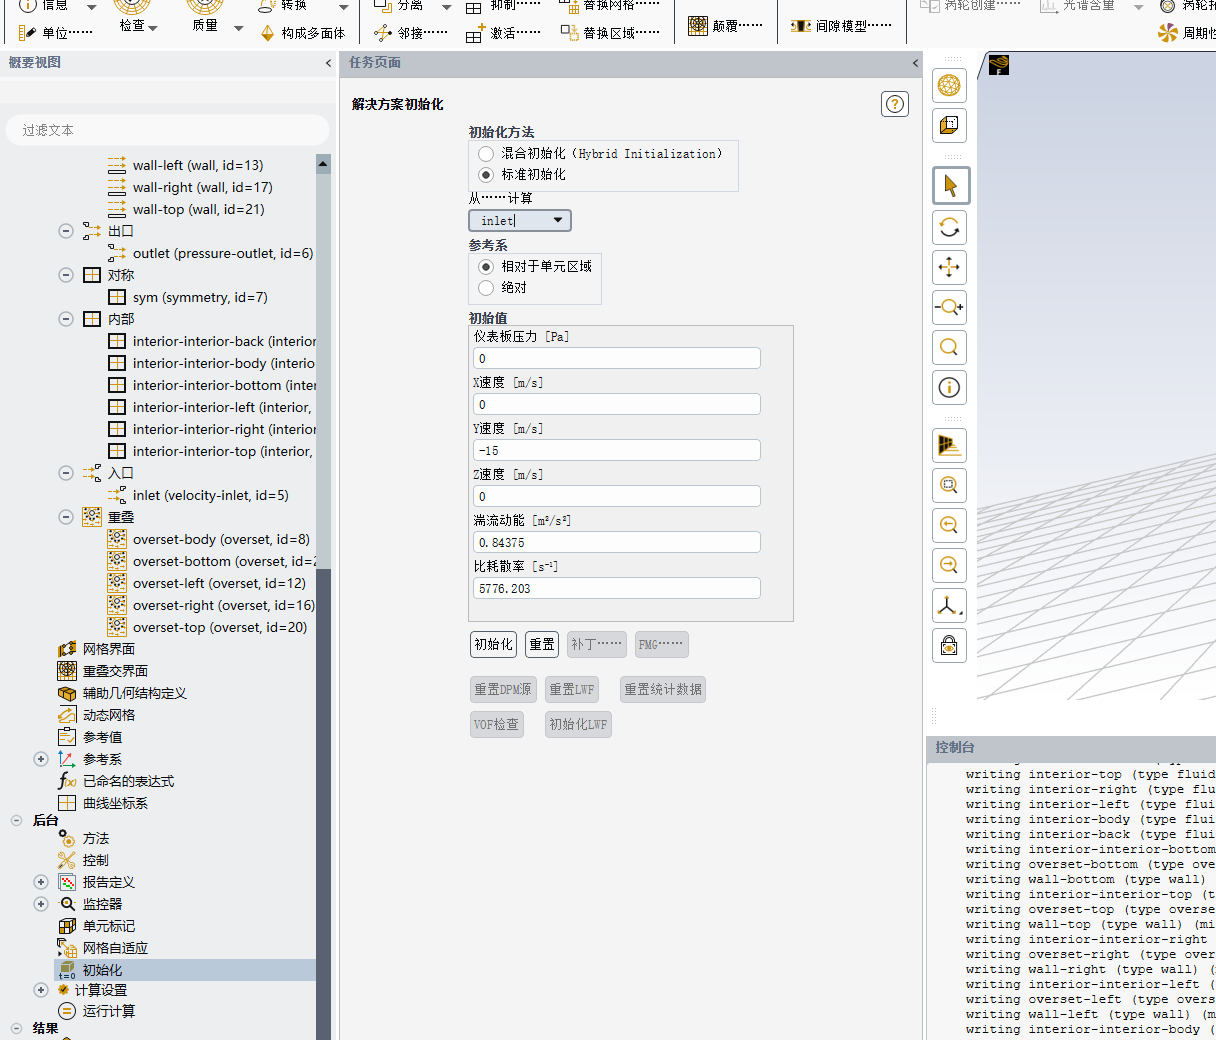 信息
转换
分离
抑制……
替换网格……
涡轮创建……
光谱含量
单位……
检查
质量
构成多面体
邻接……
激活……
替换区域……
颠覆……
间隙模型……
周期性
概要视图
<
任务页面
<
过滤文本
wall-left (wall, id=13)
wall-right (wall, id=17)
wall-top (wall, id=21)
出口
outlet (pressure-outlet, id=6)
对称
sym (symmetry, id=7)
内部
interior-interior-back (interior
interior-interior-body (interio
interior-interior-bottom (inter
interior-interior-left (interior,
interior-interior-right (interior
interior-interior-top (interior,
入口
inlet (velocity-inlet, id=5)
重叠
overset-body (overset, id=8)
overset-bottom (overset, id=2
overset-left (overset, id=12)
overset-right (overset, id=16)
overset-top (overset, id=20)
网格界面
重叠交界面
辅助几何结构定义
动态网格
参考值
参考系
已命名的表达式
曲线坐标系
后台
方法
控制
报告定义
监控器
单元标记
网格自适应
初始化
计算设置
运行计算
结果
解决方案初始化
初始化方法
混合初始化（Hybrid Initialization）
标准初始化
从……计算
inlet
参考系
相对于单元区域
绝对
初始值
仪表板压力 [Pa]
0
X速度 [m/s]
0
Y速度 [m/s]
-15
Z速度 [m/s]
0
湍流动能 [m²/s²]
0.84375
比耗散率 [s⁻¹]
5776.203
初始化 重置 补丁…… FMG……
重置DPM源 重置LWF 重置统计数据
VOF检查 初始化LWF
控制台
writing interior-top (type fluid
writing interior-right (type flu
writing interior-left (type flui
writing interior-body (type flui
writing interior-back (type flui
writing interior-interior-bottom
writing overset-bottom (type ove
writing wall-bottom (type wall)
writing interior-interior-top (t
writing overset-top (type overse
writing wall-top (type wall) (mi
writing interior-interior-right
writing overset-right (type over
writing wall-right (type wall) (
writing interior-interior-left (
writing overset-left (type overs
writing wall-left (type wall) (m
writing interior-interior-body (